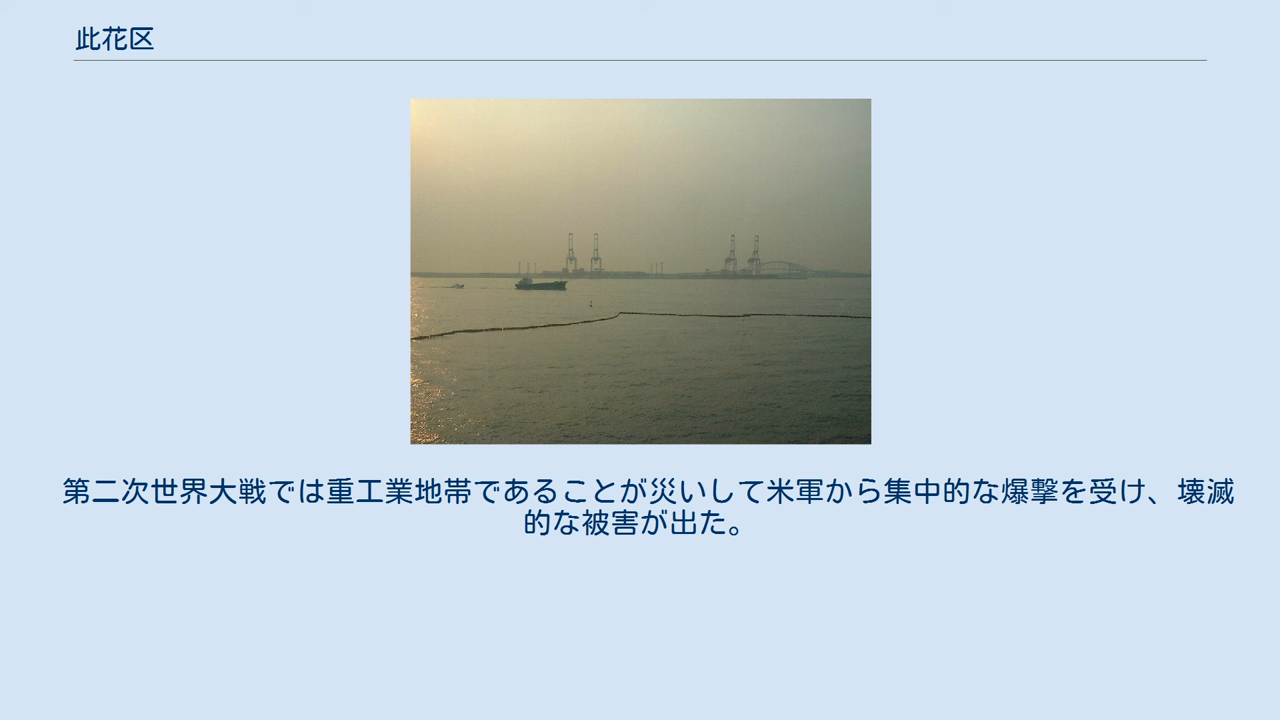 此花区
第二次世界大戦では重工業地帯であることが災いして米軍から集中的な爆撃を受け、壊滅
的な被害が出た。